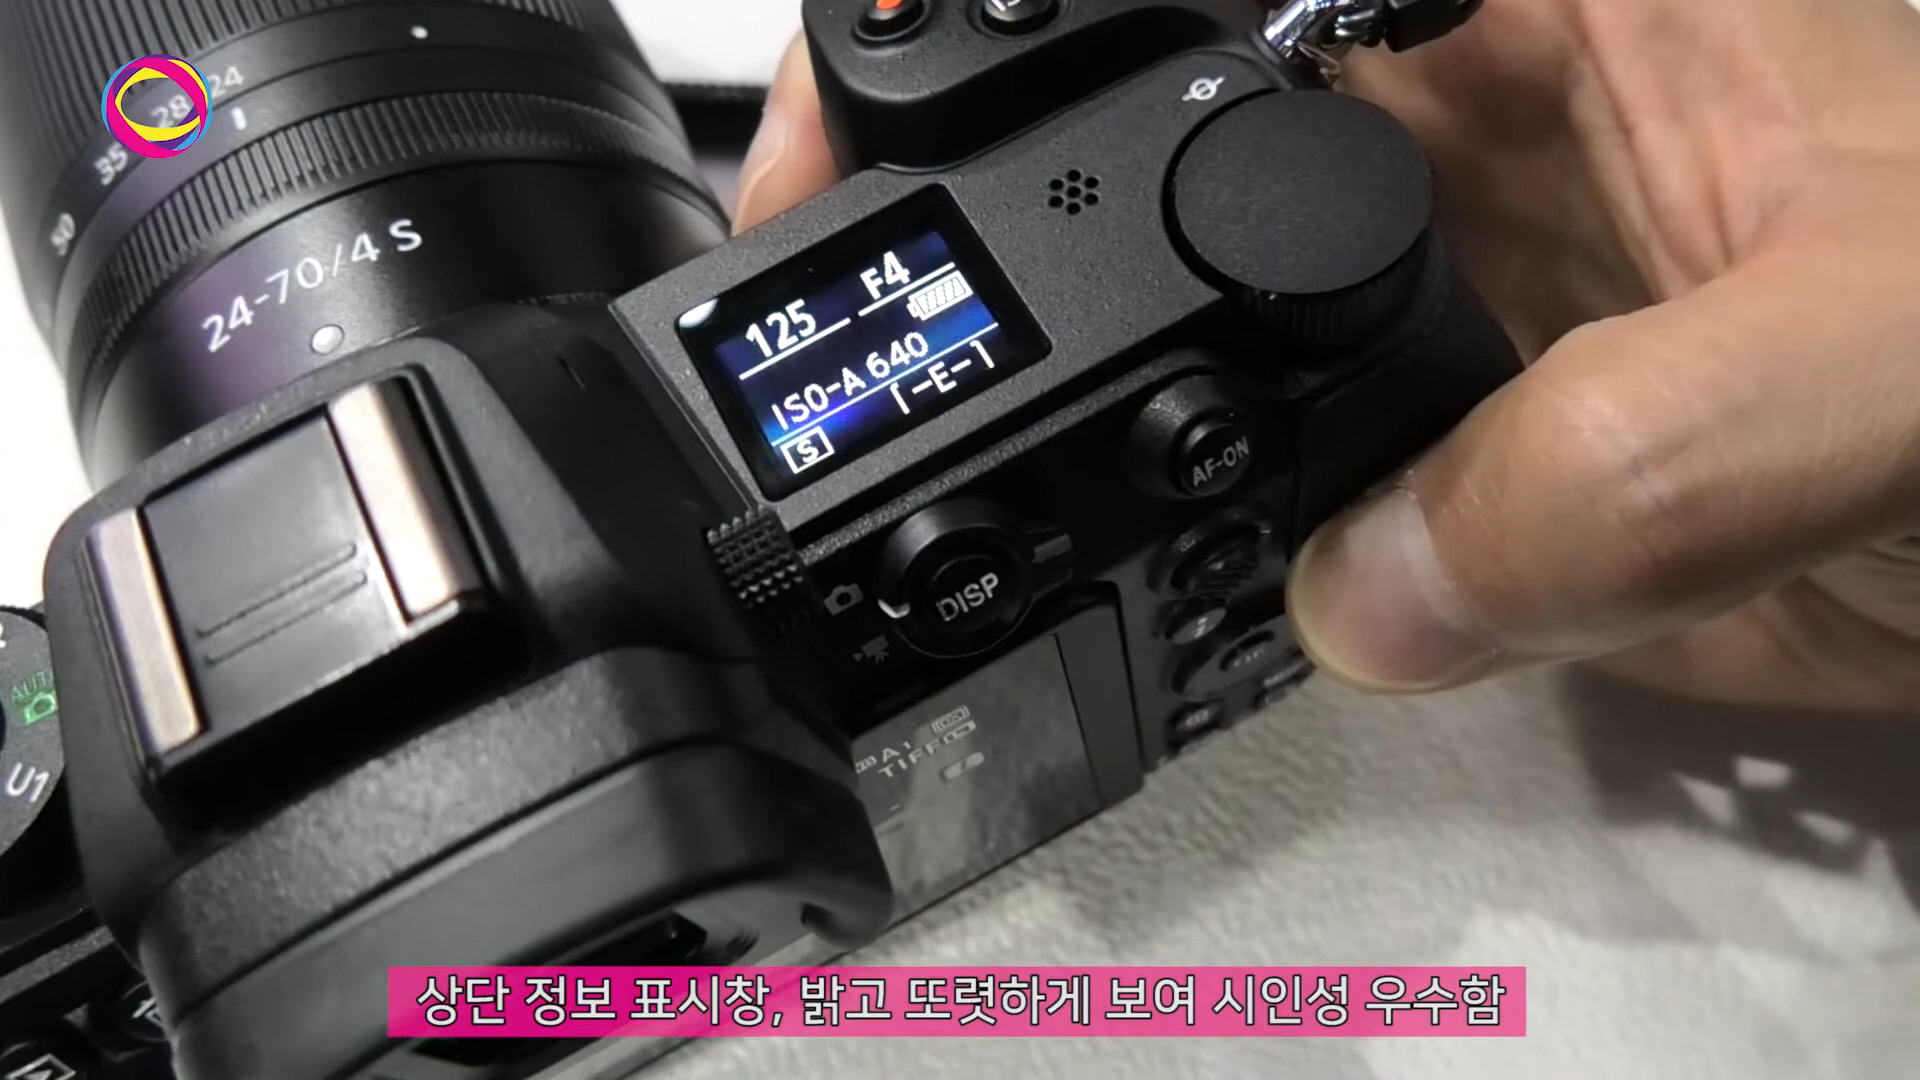 24
28
35
50
24-70/4 S
125 F4
ISO-A 640
[-E-]
S
AF-ON
DISP
AUTO
U1
상단 정보 표시창, 밝고 또렷하게 보여 시인성 우수함